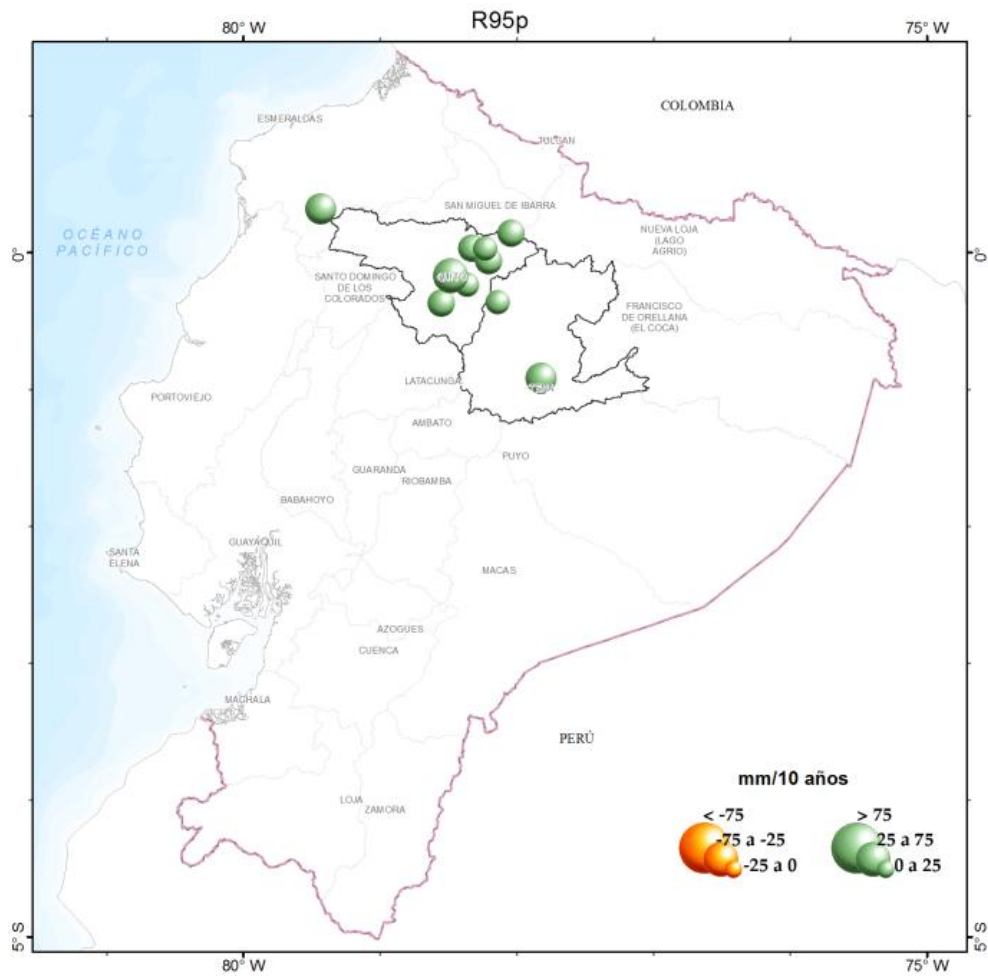 R95p
80° W
75° W
COLOMBIA
ESMERALDAS
TULCAN
SAN MIGUEL DE IBARRA
OCÉANO
PACÍFICO
NUEVA LOJA
(LAGO
AGRIO)
0°
0°
SANTO DOMINGO
DE LOS
COLORADOS
QUITO
FRANCISCO
DE ORELLANA
(EL COCA)
LATACUNGA
TENA
PORTOVIEJO
AMBATO
PUYO
GUARANDA
RIOBAMBA
BABAHOYO
GUAYAQUIL
SANTA
ELENA
MACAS
AZOGUES
CUENCA
MACHALA
PERÚ
LOJA
ZAMORA
mm/10 años
< -75
-75 a -25
-25 a 0
> 75
25 a 75
0 a 25
5° S
5° S
80° W
75° W